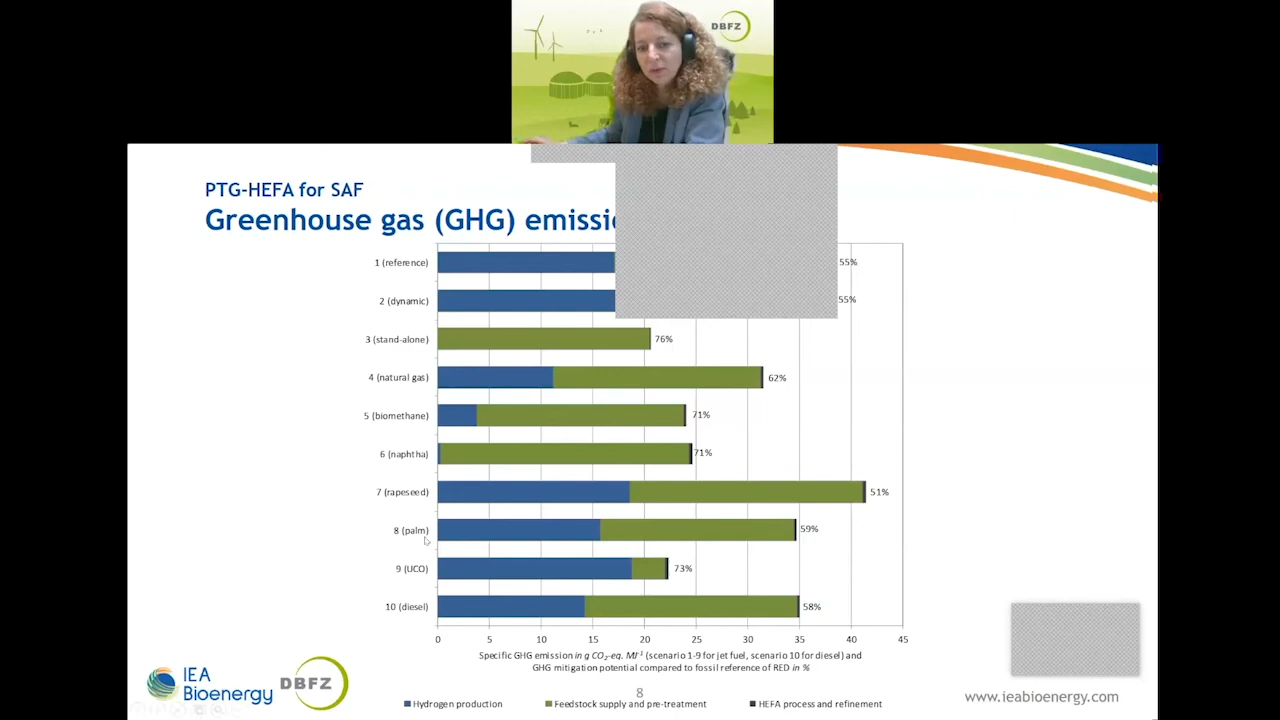 DBFZ
PTG-HEFA for SAF
Greenhouse gas (GHG)
1 (reference) 55%
2 (dynamic) 55%
3 (stand-alone) 76%
4 (natural gas) 62%
5 (biomethane) 71%
6 (naphtha) 71%
7 (rapeseed) 51%
8 (palm) 59%
9 (UCO) 73%
10 (diesel) 58%
0 5 10 15 20 25 30 35 40 45
Specific GHG emission in g CO₂-eq. MJ⁻¹ (scenario 1-9 for jet fuel, scenario 10 for diesel) and
GHG mitigation potential compared to fossil reference of RED in %
IEA
Bioenergy
DBFZ
8
www.ieabioenergy.com
Hydrogen production Feedstock supply and pre-treatment HEFA process and refinement